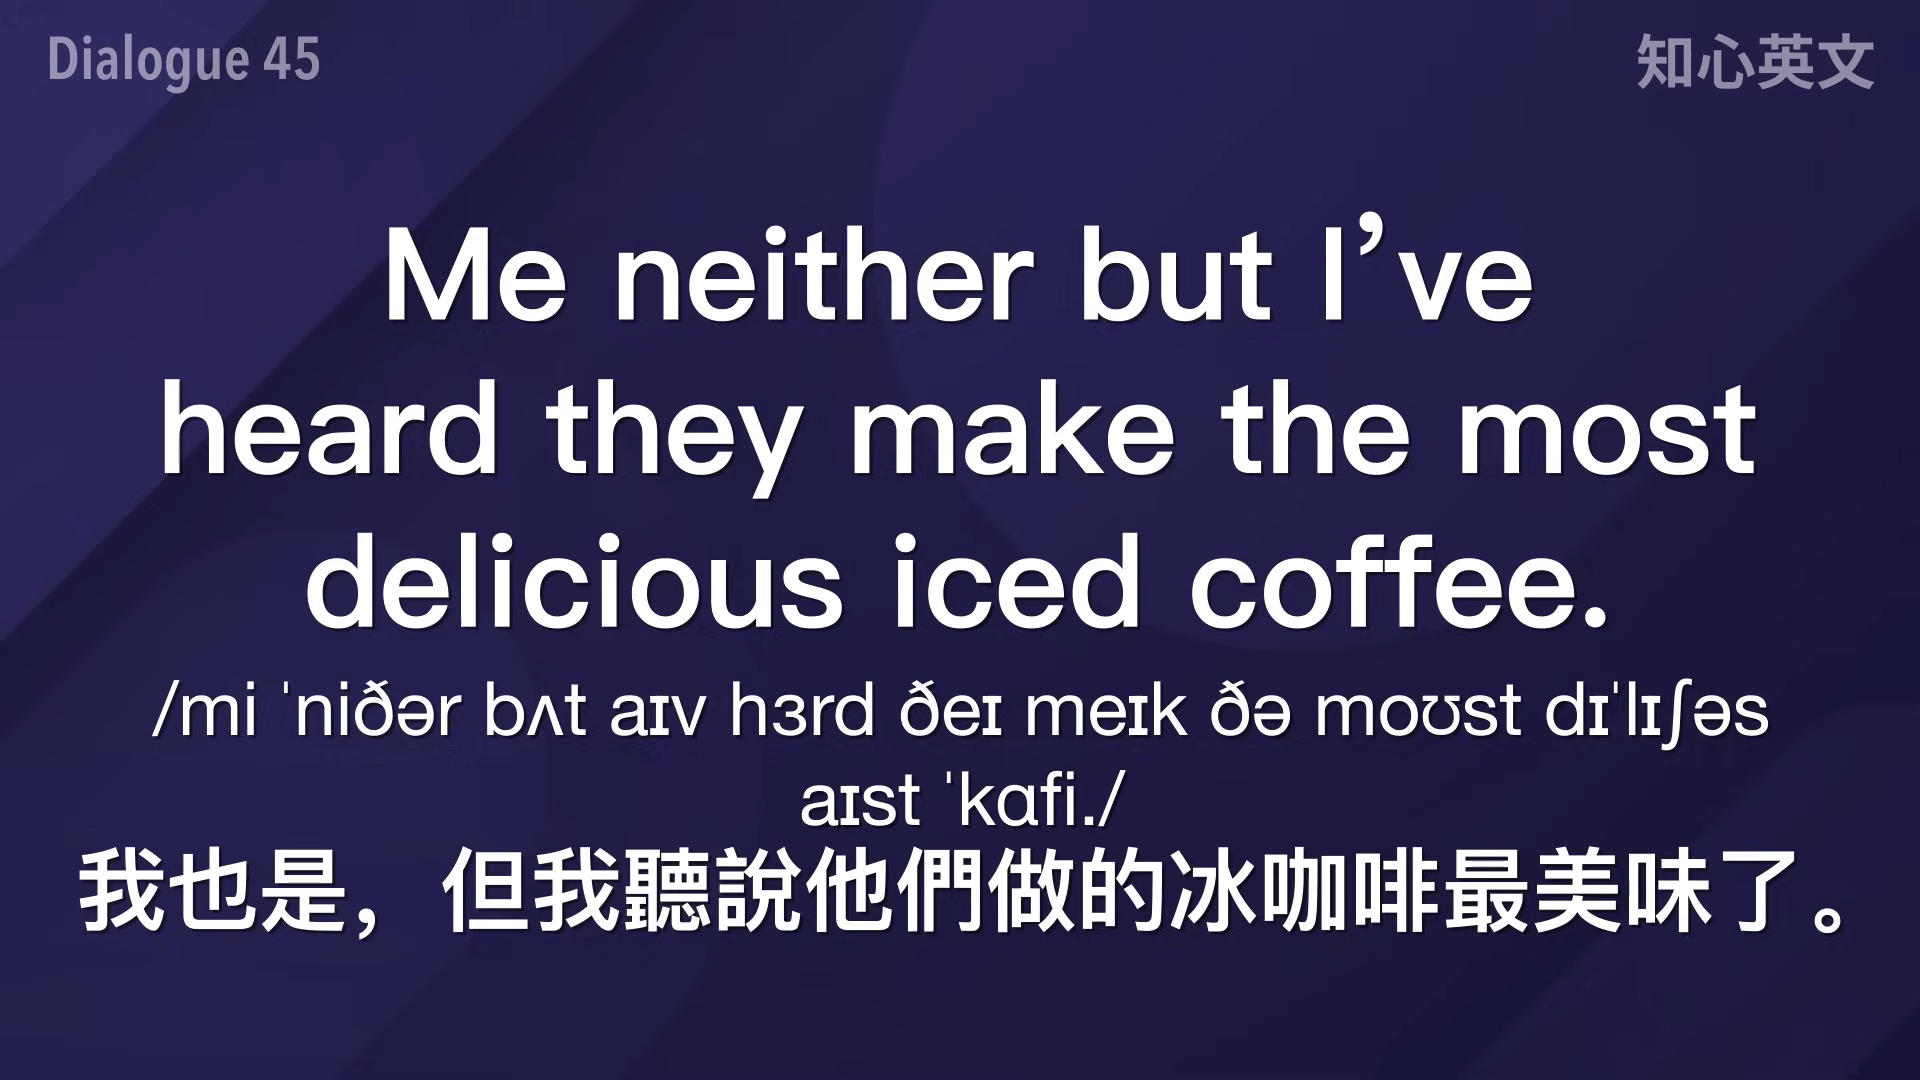 Dialogue 45
知心英文
Me neither but I’ve
heard they make the most
delicious iced coffee.
/mi ˈniðər bʌt aɪv hɜrd ðeɪ meɪk ðə moʊst dɪˈlɪʃəs
aɪst ˈkɑfi./
我也是，但我聽說他們做的冰咖啡最美味了。